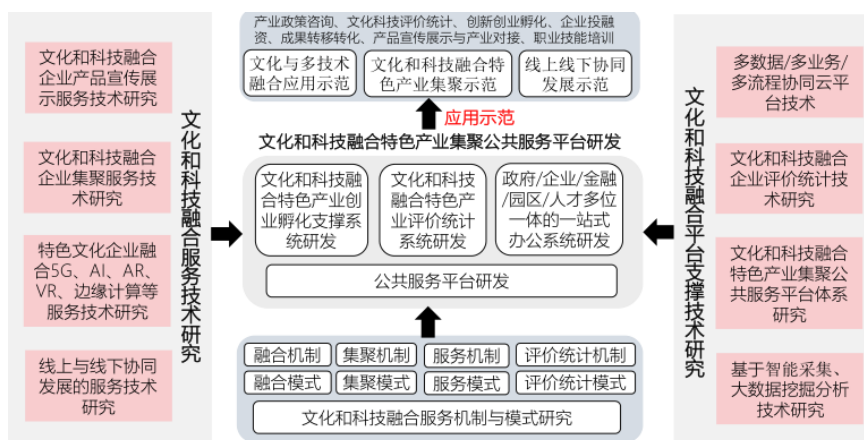 产业政策咨询、文化科技评价统计、创新创业孵化、企业投融
资、成果转移转化、产品宣传展示与产业对接、职业技能培训
文化与多技术
融合应用示范
文化和科技融合特
色产业集聚示范
线上线下协同
发展示范
应用示范
文化和科技融合特色产业集聚公共服务平台研发
文化和科技融
合特色产业创
业孵化支撑系
统研发
文化和科技
融合特色产
业评价统计
系统研发
政府/企业/金融
/园区/人才多位
一体的一站式
办公系统研发
公共服务平台研发
融合机制
集聚机制
服务机制
评价统计机制
融合模式
集聚模式
服务模式
评价统计模式
文化和科技融合服务机制与模式研究
文化和科技融合
企业产品宣传展
示服务技术研究
文化和科技融合
企业集聚服务技
术研究
特色文化企业融
合5G、AI、AR、
VR、边缘计算等
服务技术研究
线上与线下协同
发展的服务技术
研究
文化和科技融合服务技术研究
文化和科技融合平台支撑技术研究
多数据/多业务/
多流程协同云平
台技术
文化和科技融合
企业评价统计技
术研究
文化和科技融合
特色产业集聚公
共服务平台体系
研究
基于智能采集、
大数据挖掘分析
技术研究